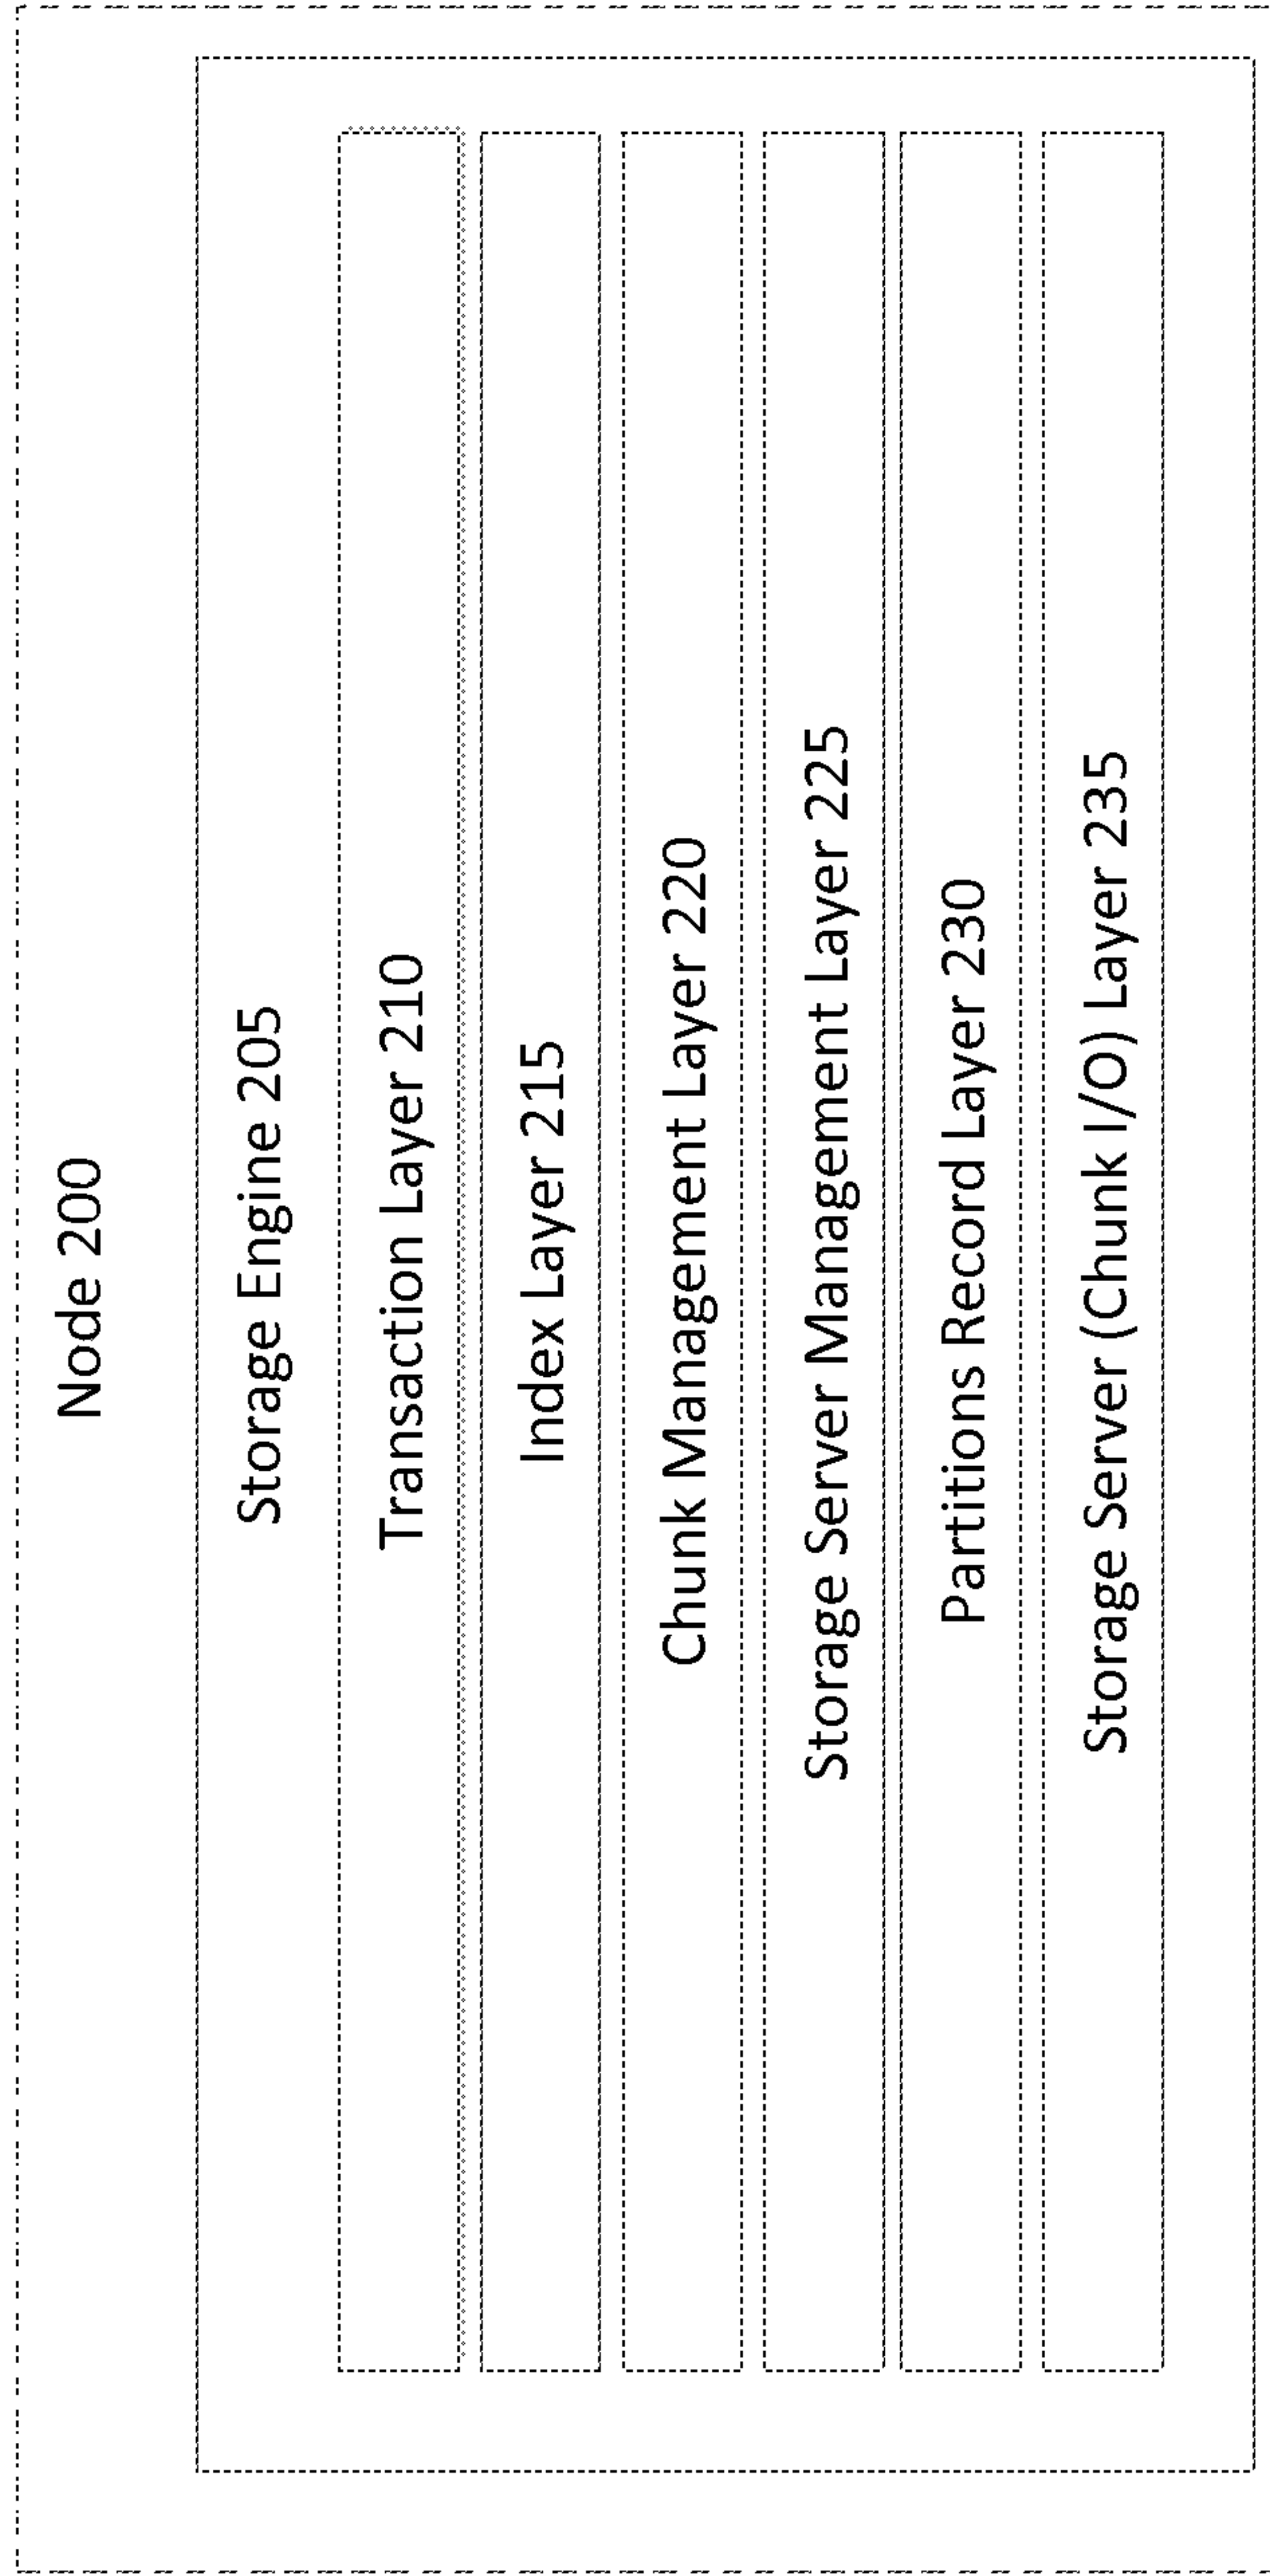 Node 200
Storage Engine 205
Transaction Layer 210
Index Layer 215
Chunk Management Layer 220
Storage Server Management Layer 225
Partitions Record Layer 230
Storage Server (Chunk I/O) Layer 235